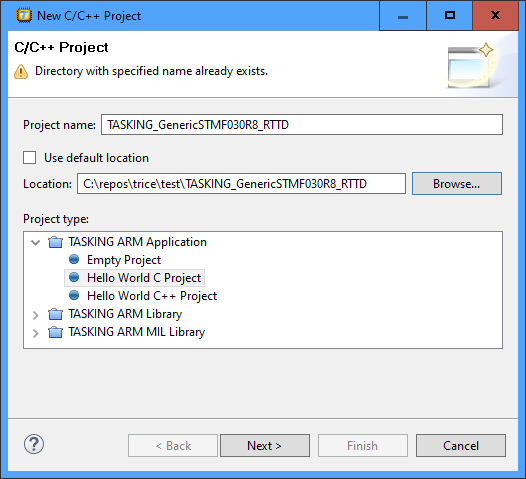 New C/C++ Project
C/C++ Project
Directory with specified name already exists.
Project name: TASKING_GenericSTMF030R8_RTTD
Use default location
Location: C:\repos\trice\test\TASKING_GenericSTMF030R8_RTTD Browse...
Project type:
TASKING ARM Application
Empty Project
Hello World C Project
Hello World C++ Project
TASKING ARM Library
TASKING ARM MIL Library
? < Back Next > Finish Cancel